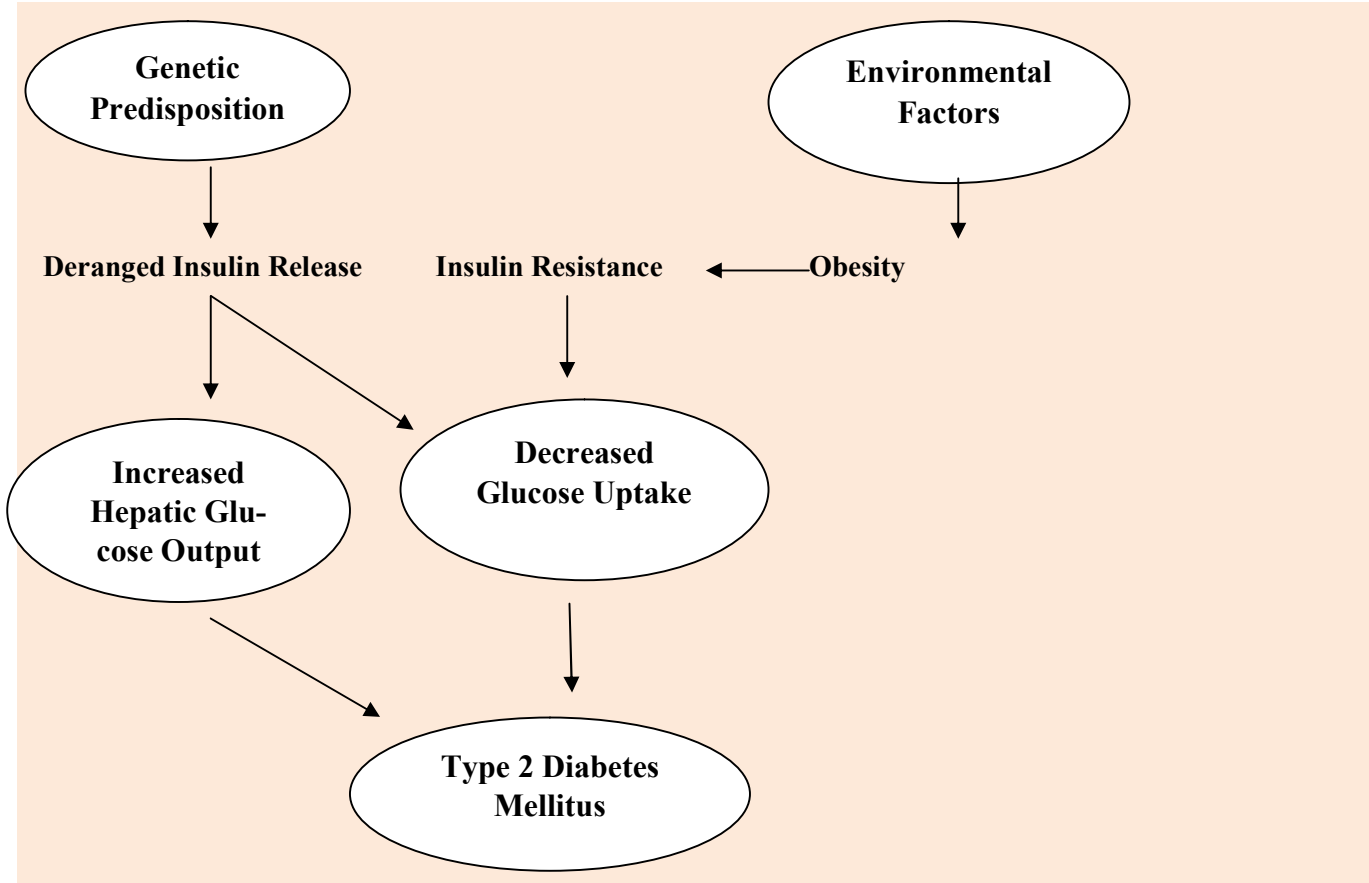 Genetic
Predisposition
Environmental
Factors
Deranged Insulin Release
Insulin Resistance
Obesity
Increased
Hepatic Glu-
cose Output
Decreased
Glucose Uptake
Type 2 Diabetes
Mellitus